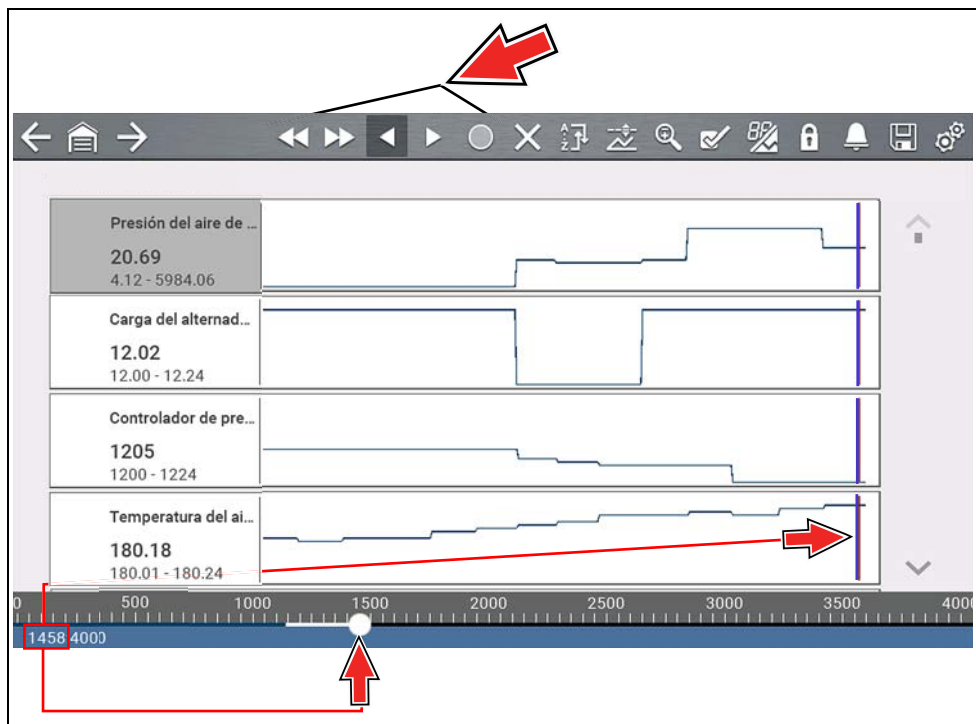 Presión del aire de ...
20.69
4.12 - 5984.06
Carga del alternad...
12.02
12.00 - 12.24
Controlador de pre...
1205
1200 - 1224
Temperatura del ai...
180.18
180.01 - 180.24
0 500 1000 1500 2000 2500 3000 3500 4000
1458 4000